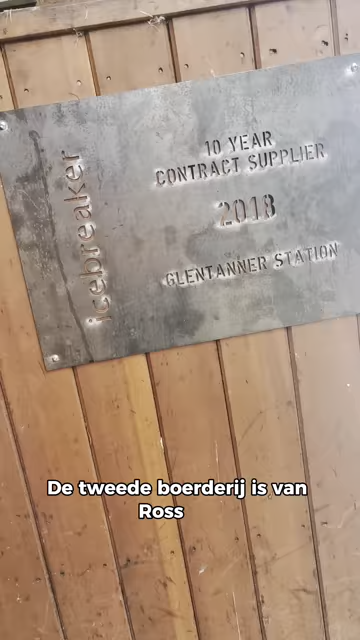 icebreaker
10 YEAR
CONTRACT SUPPLIER
2018
GLENTANNER STATION
De tweede boerderij is van
Ross